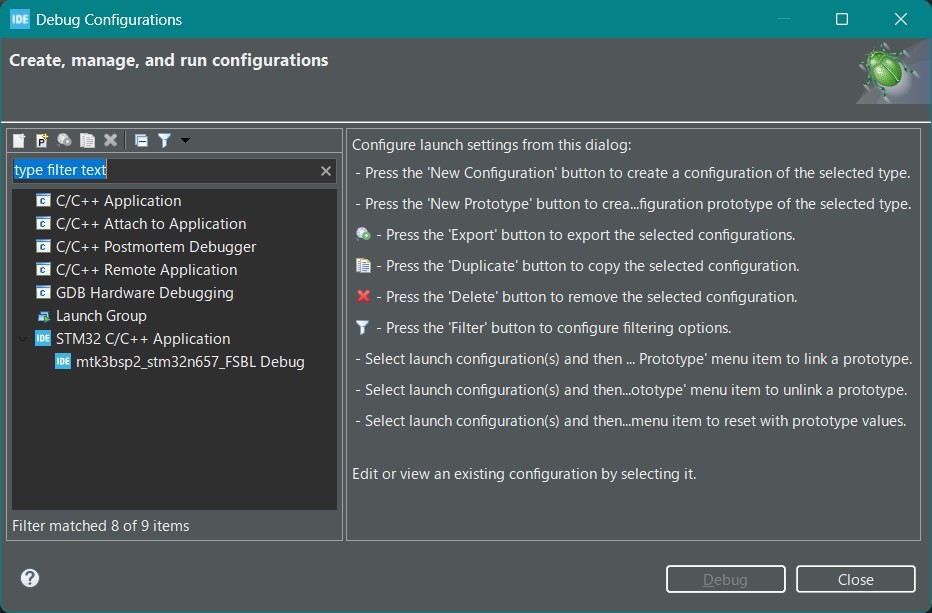 IDE Debug Configurations
Create, manage, and run configurations
type filter text
C/C++ Application
C/C++ Attach to Application
C/C++ Postmortem Debugger
C/C++ Remote Application
GDB Hardware Debugging
Launch Group
IDE STM32 C/C++ Application
IDE mtk3bsp2_stm32n657_FSBL Debug
Filter matched 8 of 9 items
Configure launch settings from this dialog:
- Press the 'New Configuration' button to create a configuration of the selected type.
- Press the 'New Prototype' button to crea...figuration prototype of the selected type.
- Press the 'Export' button to export the selected configurations.
- Press the 'Duplicate' button to copy the selected configuration.
- Press the 'Delete' button to remove the selected configuration.
- Press the 'Filter' button to configure filtering options.
- Select launch configuration(s) and then ... Prototype' menu item to link a prototype.
- Select launch configuration(s) and then...ototype' menu item to unlink a prototype.
- Select launch configuration(s) and then...menu item to reset with prototype values.
Edit or view an existing configuration by selecting it.
Debug
Close